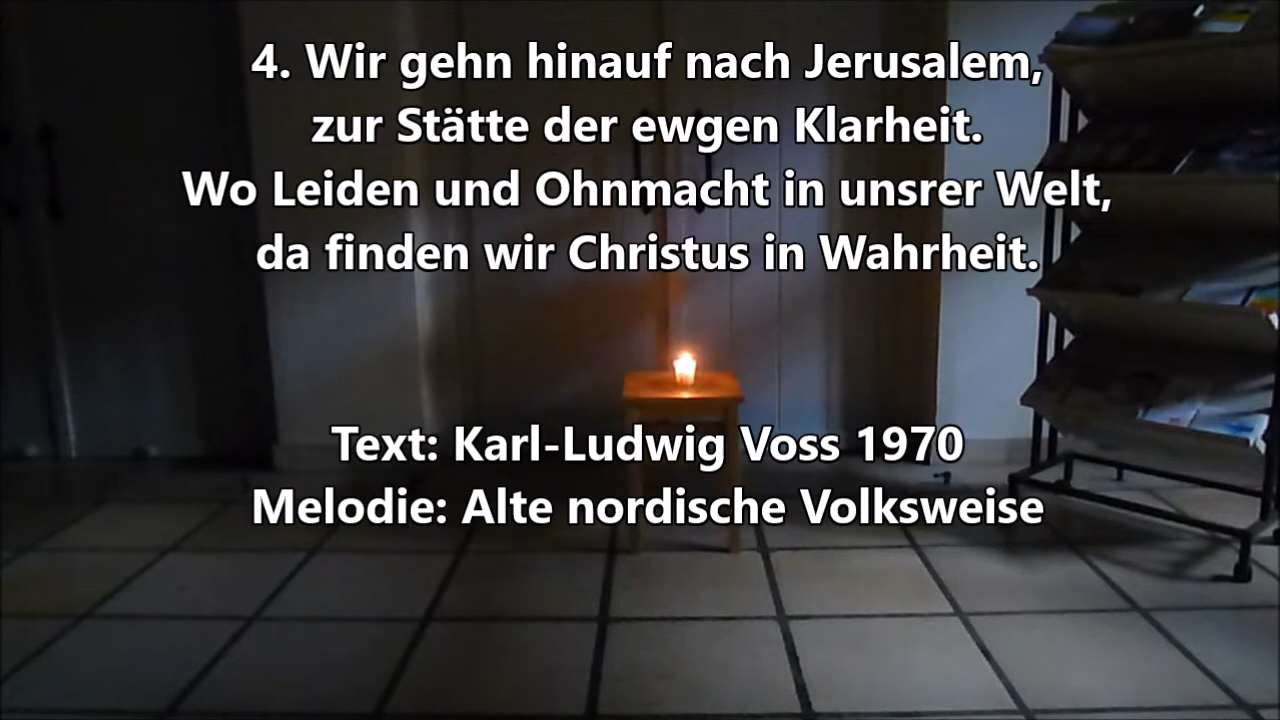 4. Wir gehn hinauf nach Jerusalem,
zur Stätte der ewgen Klarheit.
Wo Leiden und Ohnmacht in unsrer Welt,
da finden wir Christus in Wahrheit.
Text: Karl-Ludwig Voss 1970
Melodie: Alte nordische Volksweise